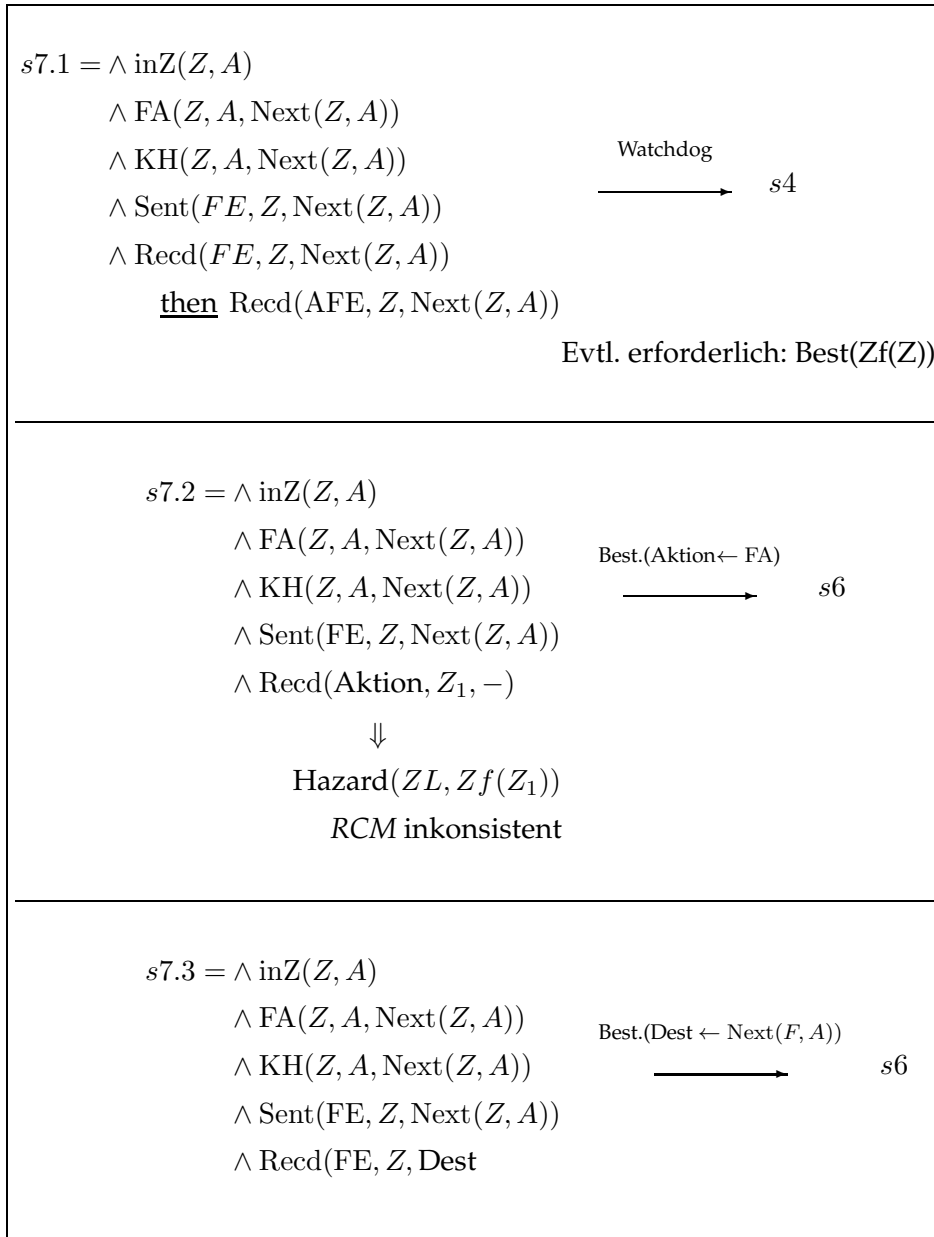 s7.1 = ∧ inZ(Z, A)
∧ FA(Z, A, Next(Z, A))
∧ KH(Z, A, Next(Z, A))
∧ Sent(FE, Z, Next(Z, A))
∧ Recd(FE, Z, Next(Z, A))
then Recd(AFE, Z, Next(Z, A))
Watchdog
s4
Evtl. erforderlich: Best(Zf(Z))
s7.2 = ∧ inZ(Z, A)
∧ FA(Z, A, Next(Z, A))
∧ KH(Z, A, Next(Z, A))
∧ Sent(FE, Z, Next(Z, A))
∧ Recd(Aktion, Z₁, −)
⇓
Hazard(ZL, Zf(Z₁))
RCM inkonsistent
Best.(Aktion← FA)
s6
s7.3 = ∧ inZ(Z, A)
∧ FA(Z, A, Next(Z, A))
∧ KH(Z, A, Next(Z, A))
∧ Sent(FE, Z, Next(Z, A))
∧ Recd(FE, Z, Dest
Best.(Dest ← Next(F, A))
s6